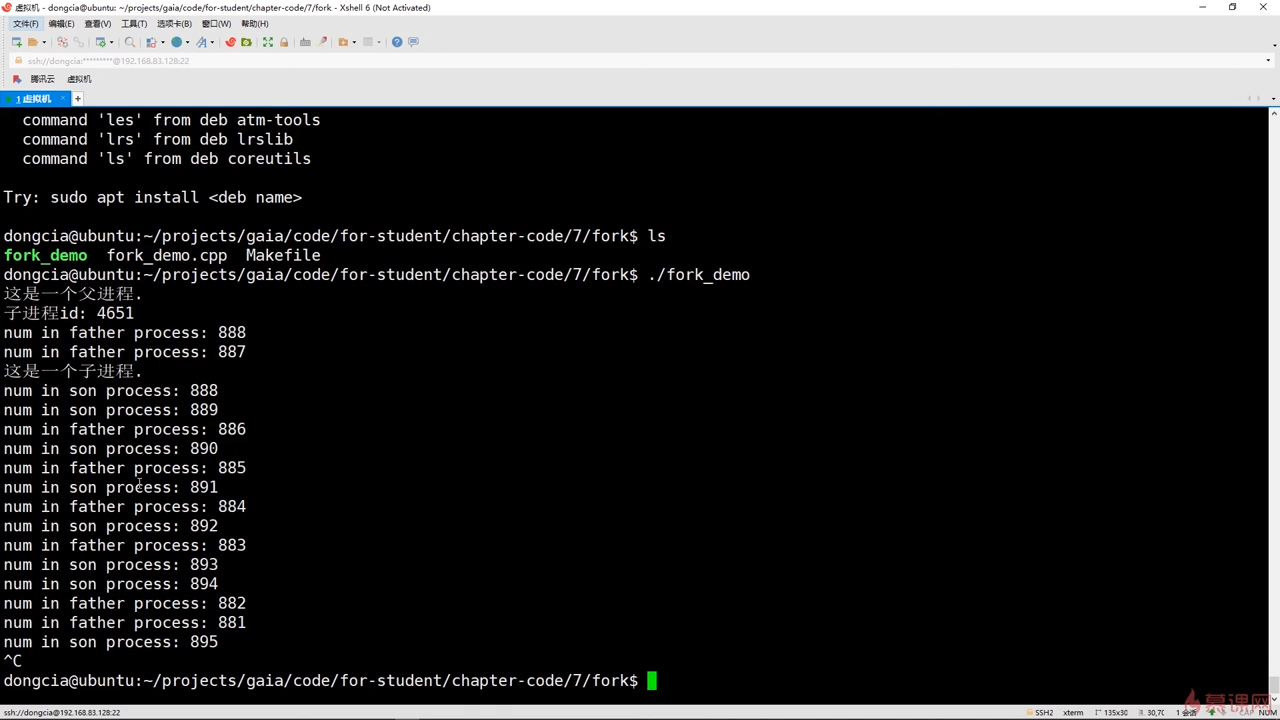 虚拟机 - dongcia@ubuntu: ~/projects/gaia/code/for-student/chapter-code/7/fork - Xshell 6 (Not Activated)
文件(F) 编辑(E) 查看(V) 工具(T) 选项卡(B) 窗口(W) 帮助(H)
ssh://dongcia:*********@192.168.83.128:22
腾讯云 虚拟机
1 虚拟机
command 'les' from deb atm-tools
command 'lrs' from deb lrslib
command 'ls' from deb coreutils
Try: sudo apt install <deb name>
dongcia@ubuntu:~/projects/gaia/code/for-student/chapter-code/7/fork$ ls
fork_demo fork_demo.cpp Makefile
dongcia@ubuntu:~/projects/gaia/code/for-student/chapter-code/7/fork$ ./fork_demo
这是一个父进程.
子进程id: 4651
num in father process: 888
num in father process: 887
这是一个子进程.
num in son process: 888
num in son process: 889
num in father process: 886
num in son process: 890
num in father process: 885
num in son process: 891
num in father process: 884
num in son process: 892
num in father process: 883
num in son process: 893
num in son process: 894
num in father process: 882
num in father process: 881
num in son process: 895
^C
dongcia@ubuntu:~/projects/gaia/code/for-student/chapter-code/7/fork$
慕课网
ssh://dongcia@192.168.83.128:22 SSH2 xterm 135x30 30,70 1 会话 CAP NUM